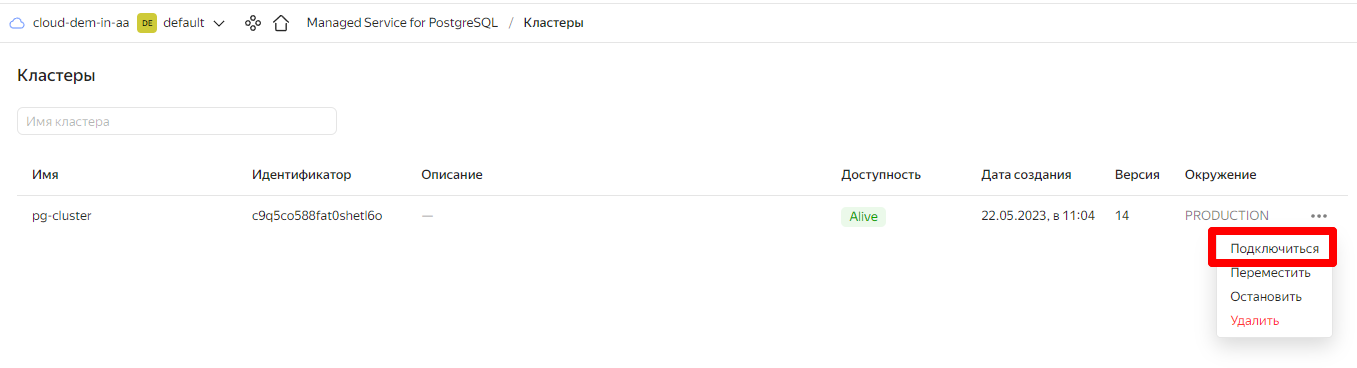 cloud-dem-in-aa DE default Managed Service for PostgreSQL / Кластеры
Кластеры
Имя кластера
Имя Идентификатор Описание Доступность Дата создания Версия Окружение
pg-cluster c9q5co588fat0shetl6o — Alive 22.05.2023, в 11:04 14 PRODUCTION
Подключиться
Переместить
Остановить
Удалить